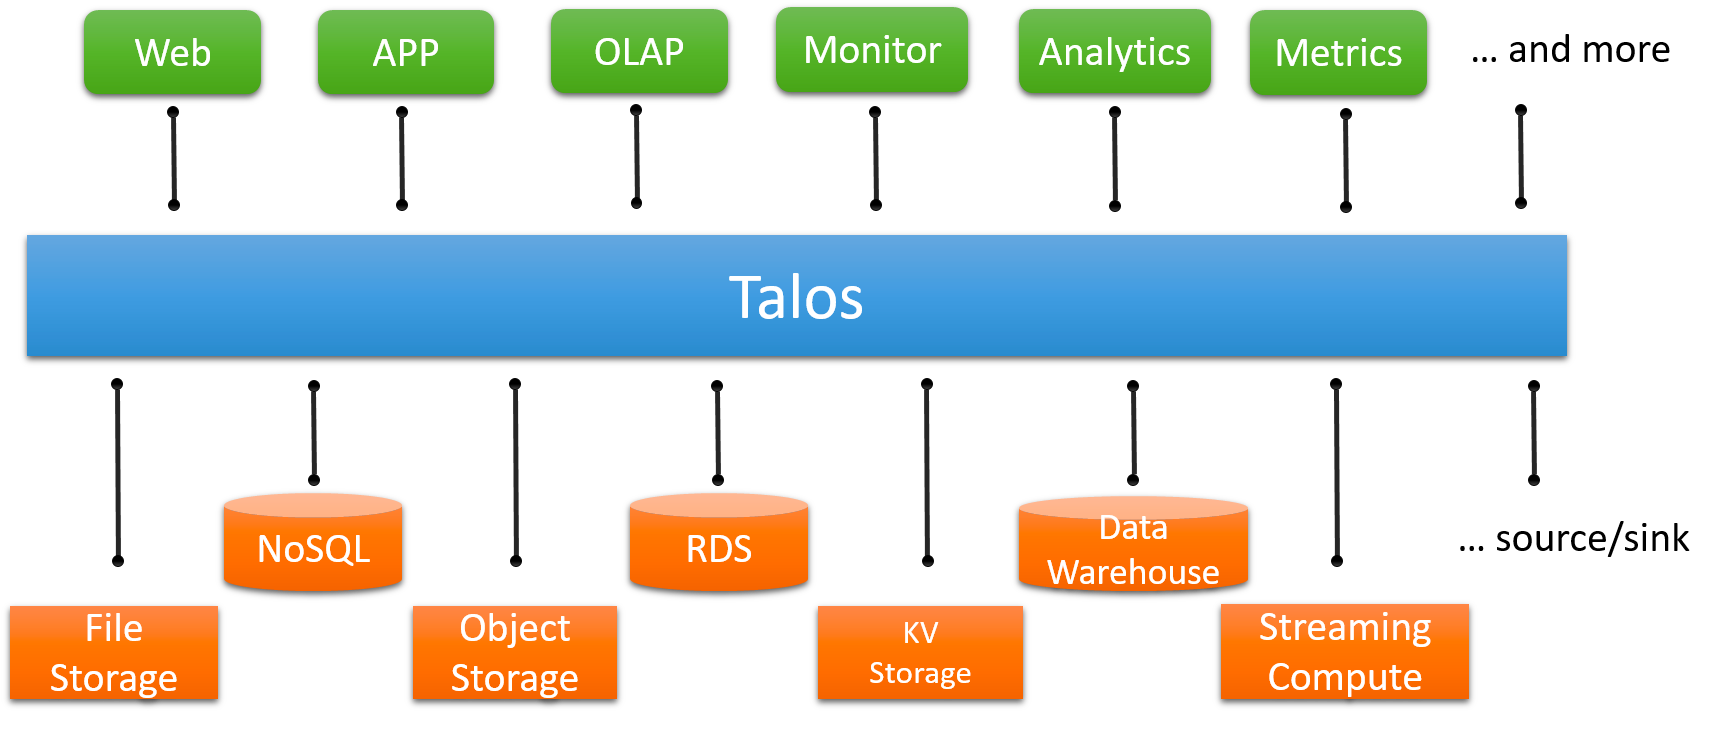 Web
APP
OLAP
Monitor
Analytics
Metrics
... and more
Talos
NoSQL
RDS
Data
Warehouse
... source/sink
File
Storage
Object
Storage
KV
Storage
Streaming
Compute